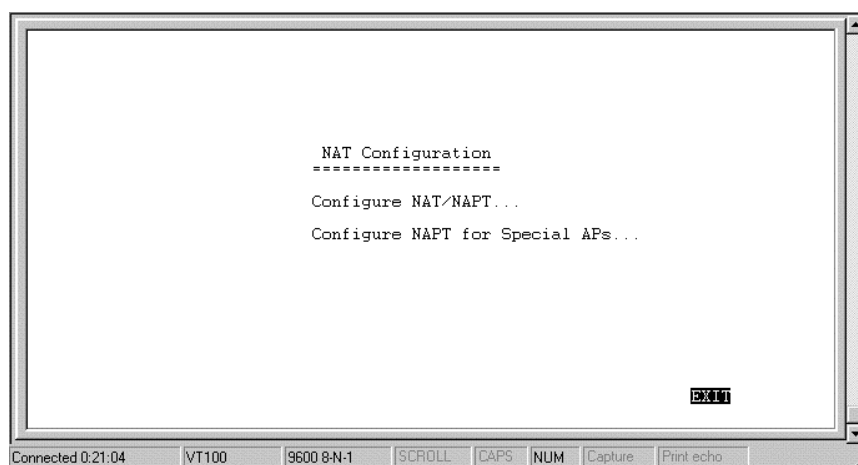 NAT Configuration
===================
Configure NAT/NAPT...
Configure NAPT for Special APs...
EXIT
Connected 0:21:04 VT100 9600 8-N-1 SCROLL CAPS NUM Capture Print echo